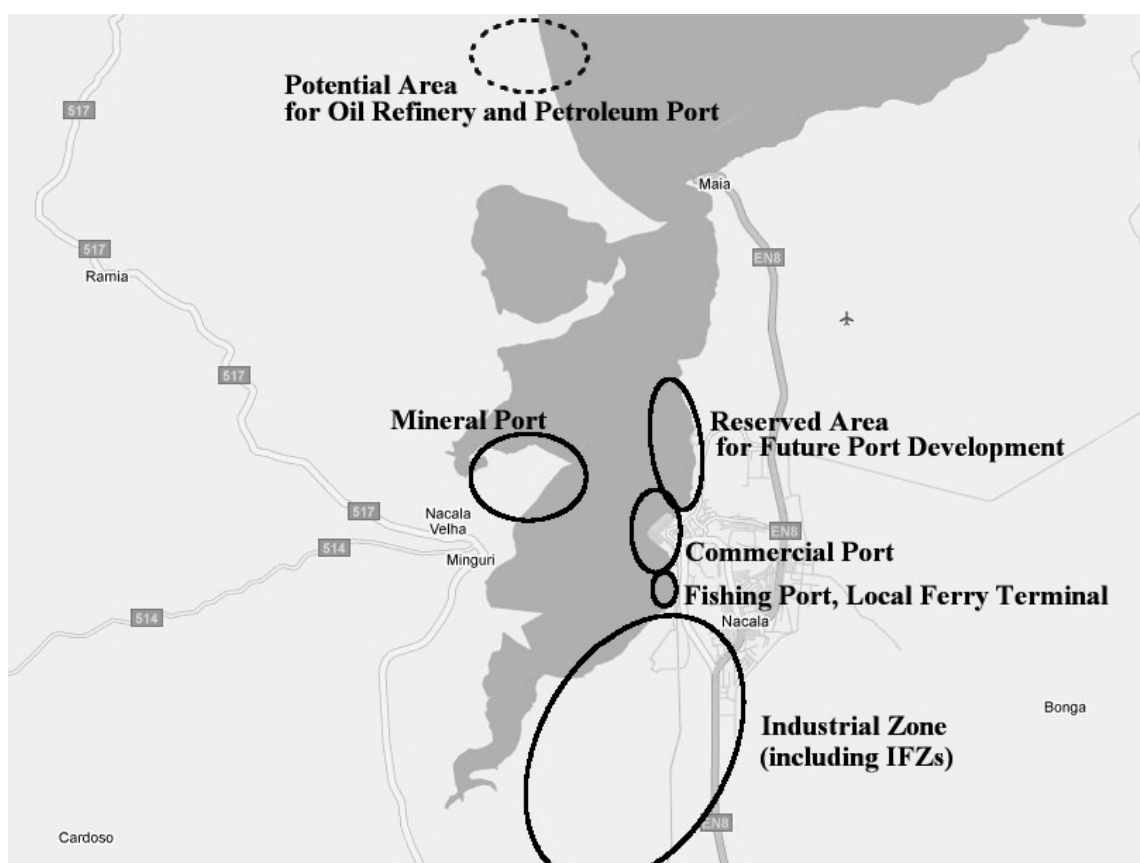 Potential Area
for Oil Refinery and Petroleum Port
517
Maia
517
Ramia
EN8
517
Mineral Port
Reserved Area
for Future Port Development
517
Nacala
Velha
514
Minguri
EN8
Commercial Port
Fishing Port, Local Ferry Terminal
514
Nacala
Bonga
Industrial Zone
(including IFZs)
EN8
Cardoso